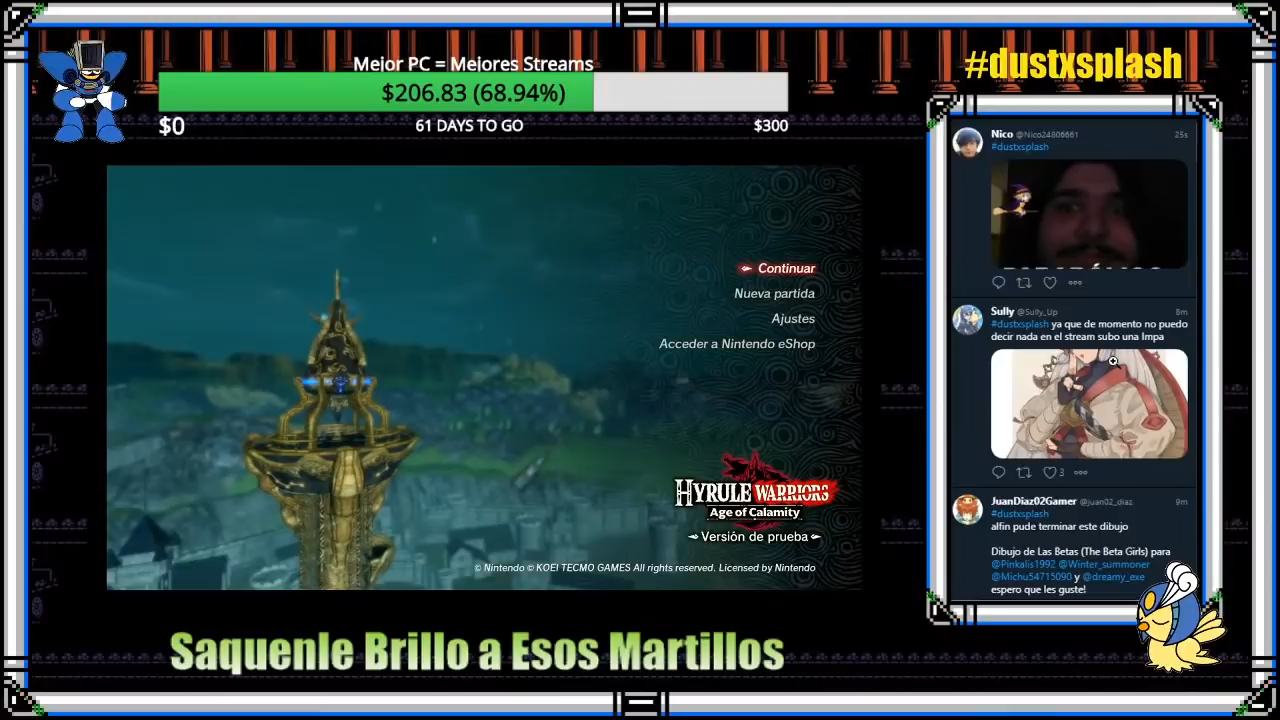 Mejor PC = Mejores Streams
$206.83 (68.94%)
$0
61 DAYS TO GO
$300
#dustxsplash
Nico @Nico24806661
25s
#dustxsplash
Sully @Sully_Up
8m
#dustxsplash ya que de momento no puedo
decir nada en el stream subo una Impa
3
JuanDiaz02Gamer @juan02_diaz
9m
#dustxsplash
alfin pude terminar este dibujo
Dibujo de Las Betas (The Beta Girls) para
@Pinkalis1992 @Winter_summoner
@Michu54715090 y @dreamy_exe
espero que les guste!
Continuar
Nueva partida
Ajustes
Acceder a Nintendo eShop
HYRULE WARRIORS
Age of Calamity
Versión de prueba
© Nintendo © KOEI TECMO GAMES All rights reserved. Licensed by Nintendo
Saquenle Brillo a Esos Martillos